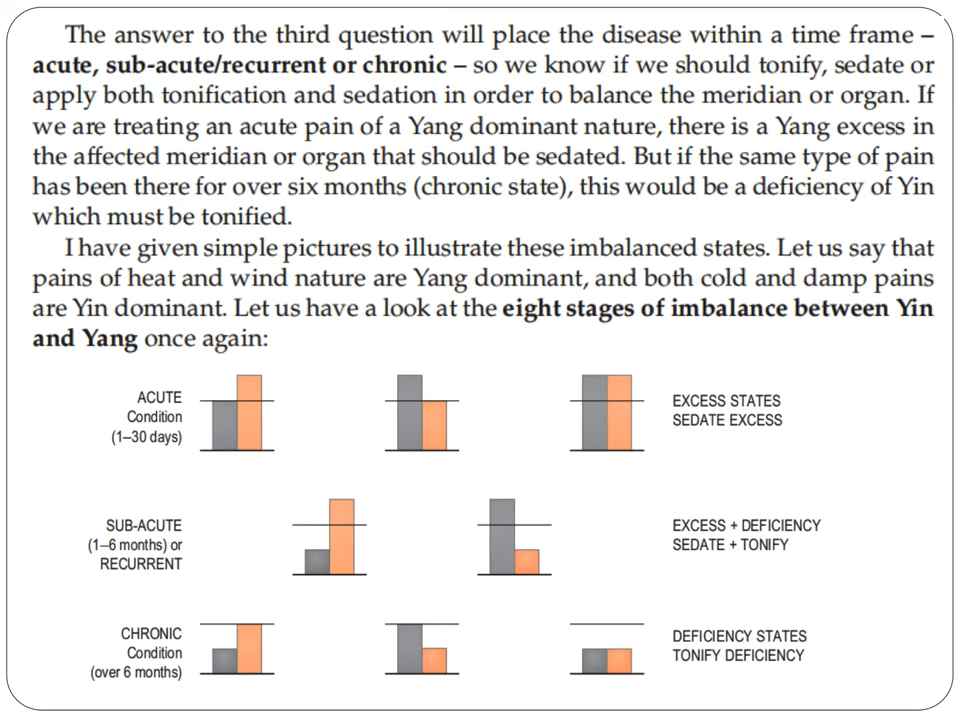 The answer to the third question will place the disease within a time frame –
acute, sub-acute/recurrent or chronic – so we know if we should tonify, sedate or
apply both tonification and sedation in order to balance the meridian or organ. If
we are treating an acute pain of a Yang dominant nature, there is a Yang excess in
the affected meridian or organ that should be sedated. But if the same type of pain
has been there for over six months (chronic state), this would be a deficiency of Yin
which must be tonified.
I have given simple pictures to illustrate these imbalanced states. Let us say that
pains of heat and wind nature are Yang dominant, and both cold and damp pains
are Yin dominant. Let us have a look at the eight stages of imbalance between Yin
and Yang once again:
ACUTE
Condition
(1–30 days)
EXCESS STATES
SEDATE EXCESS
SUB-ACUTE
(1–6 months) or
RECURRENT
EXCESS + DEFICIENCY
SEDATE + TONIFY
CHRONIC
Condition
(over 6 months)
DEFICIENCY STATES
TONIFY DEFICIENCY